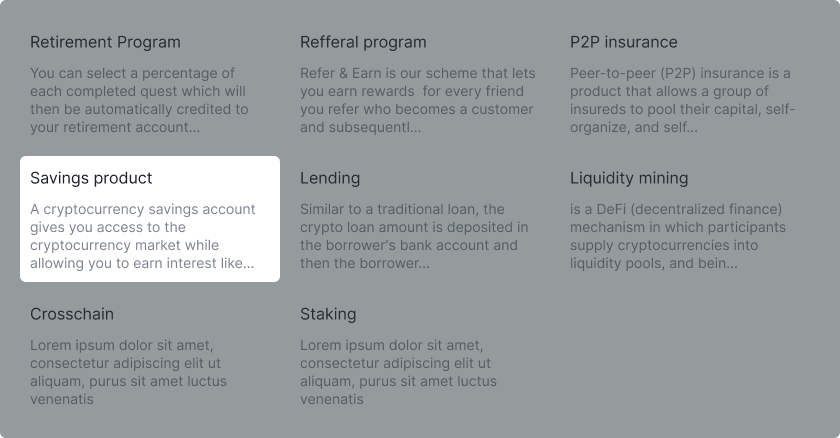 Retirement Program
You can select a percentage of
each completed quest which will
then be automatically credited to
your retirement account...
Refferal program
Refer & Earn is our scheme that lets
you earn rewards  for every friend
you refer who becomes a customer
and subsequentl...
P2P insurance
Peer-to-peer (P2P) insurance is a
product that allows a group of
insureds to pool their capital, self-
organize, and self...
Savings product
A cryptocurrency savings account
gives you access to the
cryptocurrency market while
allowing you to earn interest like...
Lending
Similar to a traditional loan, the
crypto loan amount is deposited in
the borrower's bank account and
then the borrower...
Liquidity mining
is a DeFi (decentralized finance)
mechanism in which participants
supply cryptocurrencies into
liquidity pools, and bein...
Crosschain
Lorem ipsum dolor sit amet,
consectetur adipiscing elit ut
aliquam, purus sit amet luctus
venenatis
Staking
Lorem ipsum dolor sit amet,
consectetur adipiscing elit ut
aliquam, purus sit amet luctus
venenatis